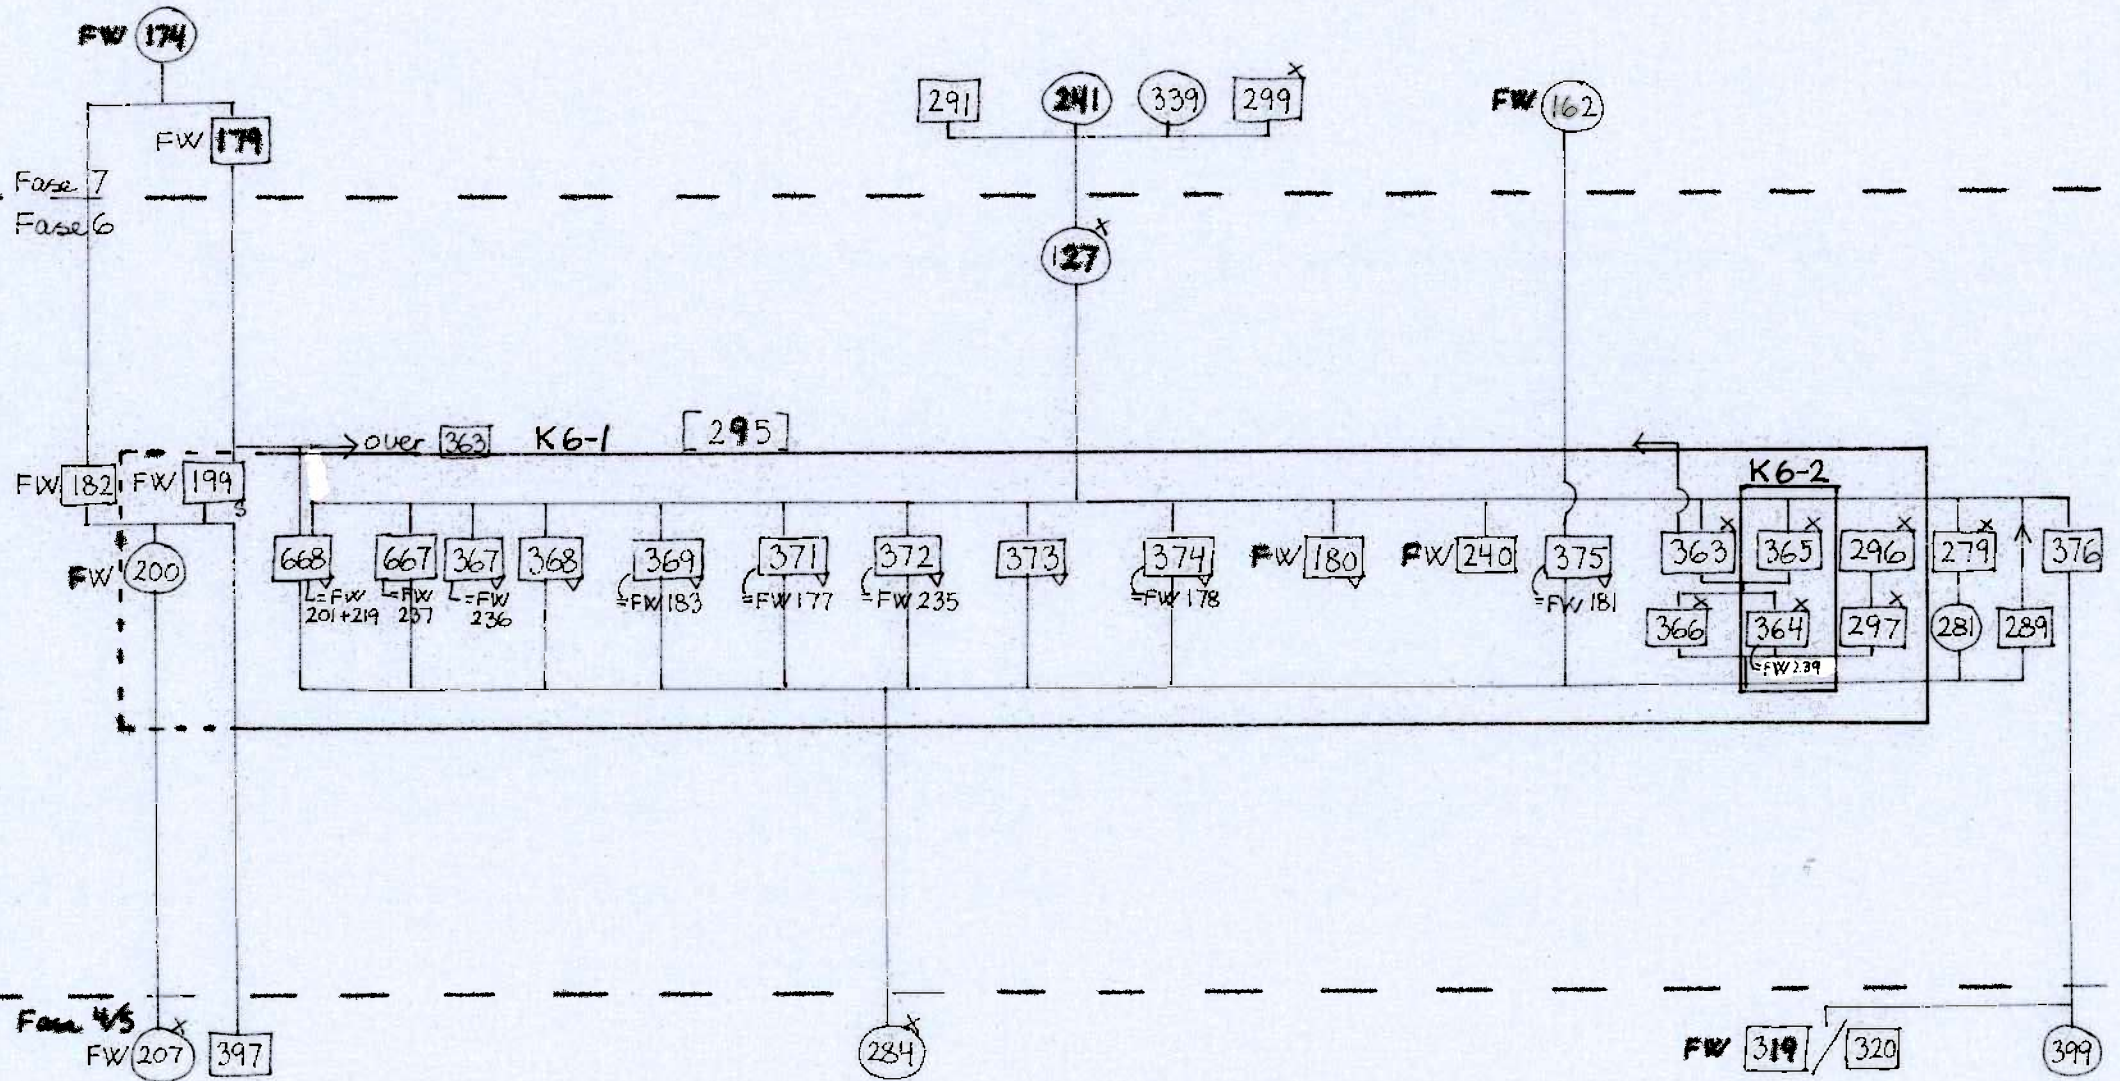 FW 174
291 241 339 299 x
FW 162
FW 179
Fase 7
Fase 6
127 x
over 363 K6-1 [295]
K6-2
FW 182 FW 199 s
FW 200
668 667 367 368 369 371 372 373 374 FW 180 FW 240 375 363 x 365 x 296 x 279 x 376
=FW 201+219
=FW 237
=FW 236
=FW 183
=FW 177
=FW 235
=FW 178
=FW 181
366 x 364 x 297 x 281 289
=FW 239
Fase 4/5
FW 207 x 397 284 x FW 319 / 320 399